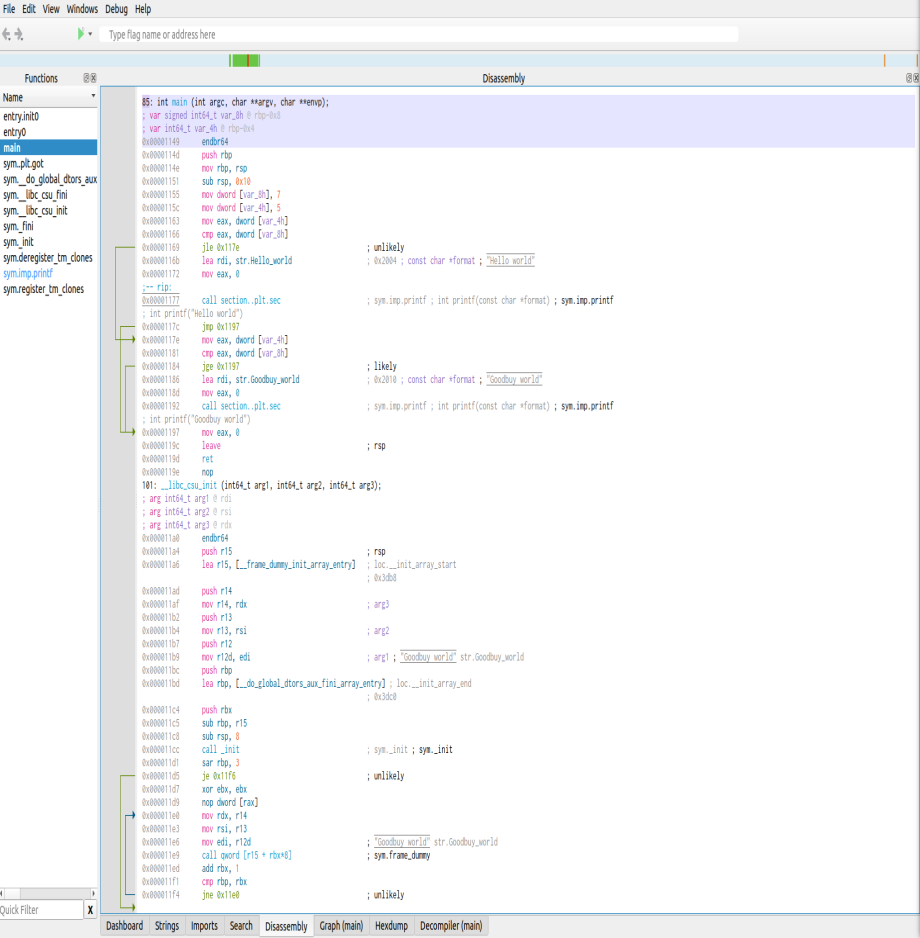 File Edit View Windows Debug Help
Type flag name or address here
Functions
Disassembly
Name
entry.init0
entry0
main
sym..plt.got
sym.__do_global_dtors_aux
sym.__libc_csu_fini
sym.__libc_csu_init
sym._fini
sym._init
sym.deregister_tm_clones
sym.imp.printf
sym.register_tm_clones
Quick Filter
X
85: int main (int argc, char **argv, char **envp);
; var signed int64_t var_8h @ rbp-0x8
; var int64_t var_4h @ rbp-0x4
0x00001149 endbr64
0x0000114d push rbp
0x0000114e mov rbp, rsp
0x00001151 sub rsp, 0x10
0x00001155 mov dword [var_8h], 7
0x0000115c mov dword [var_4h], 5
0x00001163 mov eax, dword [var_4h]
0x00001166 cmp eax, dword [var_8h]
0x00001169 jle 0x117e ; unlikely
0x0000116b lea rdi, str.Hello_world ; 0x2004 ; const char *format ; "Hello world"
0x00001172 mov eax, 0
;-- rip:
0x00001177 call section..plt.sec ; sym.imp.printf ; int printf(const char *format) ; sym.imp.printf
; int printf("Hello world")
0x0000117c jmp 0x1197
0x0000117e mov eax, dword [var_4h]
0x00001181 cmp eax, dword [var_8h]
0x00001184 jge 0x1197 ; likely
0x00001186 lea rdi, str.Goodbuy_world ; 0x2010 ; const char *format ; "Goodbuy world"
0x0000118d mov eax, 0
0x00001192 call section..plt.sec ; sym.imp.printf ; int printf(const char *format) ; sym.imp.printf
; int printf("Goodbuy world")
0x00001197 mov eax, 0
0x0000119c leave ; rsp
0x0000119d ret
0x0000119e nop
101: __libc_csu_init (int64_t arg1, int64_t arg2, int64_t arg3);
; arg int64_t arg1 @ rdi
; arg int64_t arg2 @ rsi
; arg int64_t arg3 @ rdx
0x000011a0 endbr64
0x000011a4 push r15 ; rsp
0x000011a6 lea r15, [__frame_dummy_init_array_entry] ; loc.__init_array_start
; 0x3db8
0x000011ad push r14
0x000011af mov r14, rdx ; arg3
0x000011b2 push r13
0x000011b4 mov r13, rsi ; arg2
0x000011b7 push r12
0x000011b9 mov r12d, edi ; arg1 ; "Goodbuy world" str.Goodbuy_world
0x000011bc push rbp
0x000011bd lea rbp, [__do_global_dtors_aux_fini_array_entry] ; loc.__init_array_end
; 0x3dc0
0x000011c4 push rbx
0x000011c5 sub rbp, r15
0x000011c8 sub rsp, 8
0x000011cc call _init ; sym._init ; sym._init
0x000011d1 sar rbp, 3
0x000011d5 je 0x11f6 ; unlikely
0x000011d7 xor ebx, ebx
0x000011d9 nop dword [rax]
0x000011e0 mov rdx, r14
0x000011e3 mov rsi, r13
0x000011e6 mov edi, r12d ; "Goodbuy world" str.Goodbuy_world
0x000011e9 call qword [r15 + rbx*8] ; sym.frame_dummy
0x000011ed add rbx, 1
0x000011f1 cmp rbp, rbx
0x000011f4 jne 0x11e0 ; unlikely
Dashboard Strings Imports Search Disassembly Graph (main) Hexdump Decompiler (main)